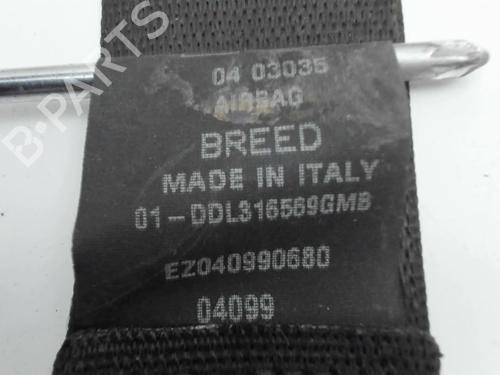 B-PARTS
04 03035
AIRBAG
BREED
MADE IN ITALY
01-DDL316569GMB
EZ040990680
04099